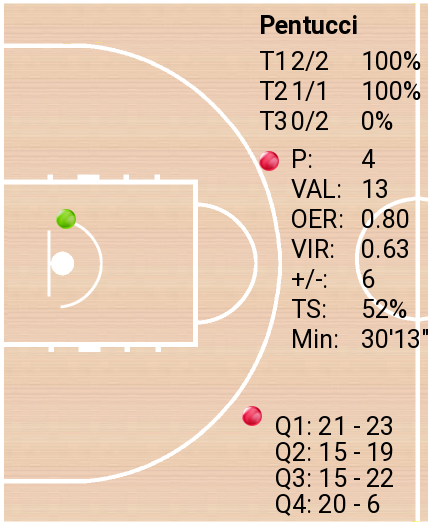 Pentucci
T1 2/2 100%
T2 1/1 100%
T3 0/2 0%
P: 4
VAL: 13
OER: 0.80
VIR: 0.63
+/-: 6
TS: 52%
Min: 30'13"
Q1: 21 - 23
Q2: 15 - 19
Q3: 15 - 22
Q4: 20 - 6